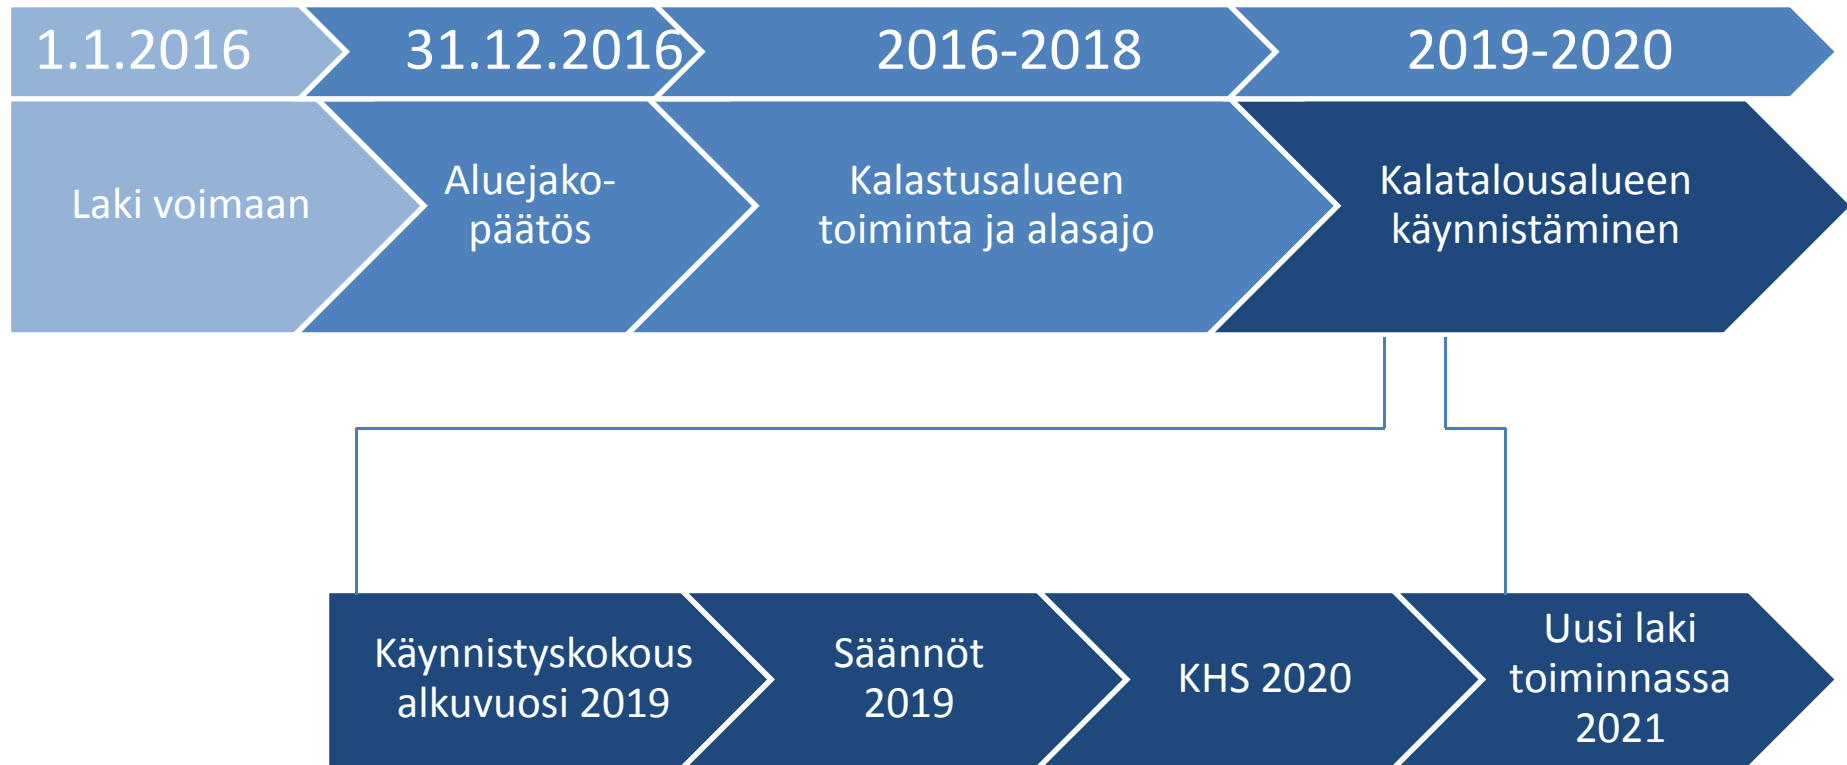 1.1.2016
31.12.2016
2016-2018
2019-2020
Laki voimaan
Aluejako-
päätös
Kalastusalueen
toiminta ja alasajo
Kalatalousalueen
käynnistäminen
Käynnistyskokous
alkuvuosi 2019
Säännöt
2019
KHS 2020
Uusi laki
toiminnassa
2021